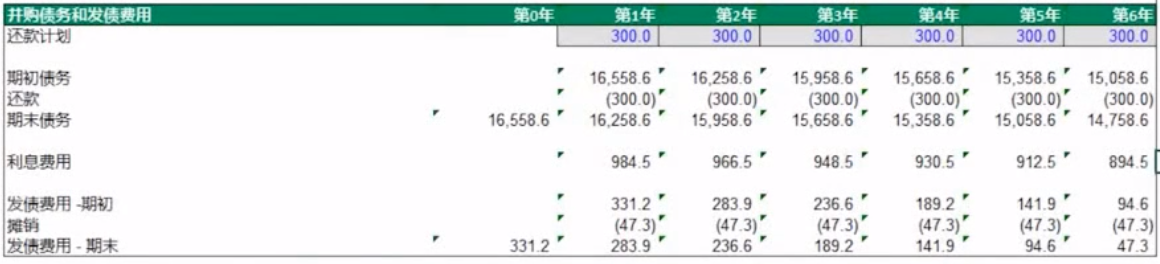 并购债务和发债费用 第0年 第1年 第2年 第3年 第4年 第5年 第6年
还款计划 300.0 300.0 300.0 300.0 300.0 300.0
期初债务 16,558.6 16,258.6 15,958.6 15,658.6 15,358.6 15,058.6
还款 (300.0) (300.0) (300.0) (300.0) (300.0) (300.0)
期末债务 16,558.6 16,258.6 15,958.6 15,658.6 15,358.6 15,058.6 14,758.6
利息费用 984.5 966.5 948.5 930.5 912.5 894.5
发债费用 -期初 331.2 283.9 236.6 189.2 141.9 94.6
摊销 (47.3) (47.3) (47.3) (47.3) (47.3) (47.3)
发债费用 - 期末 331.2 283.9 236.6 189.2 141.9 94.6 47.3